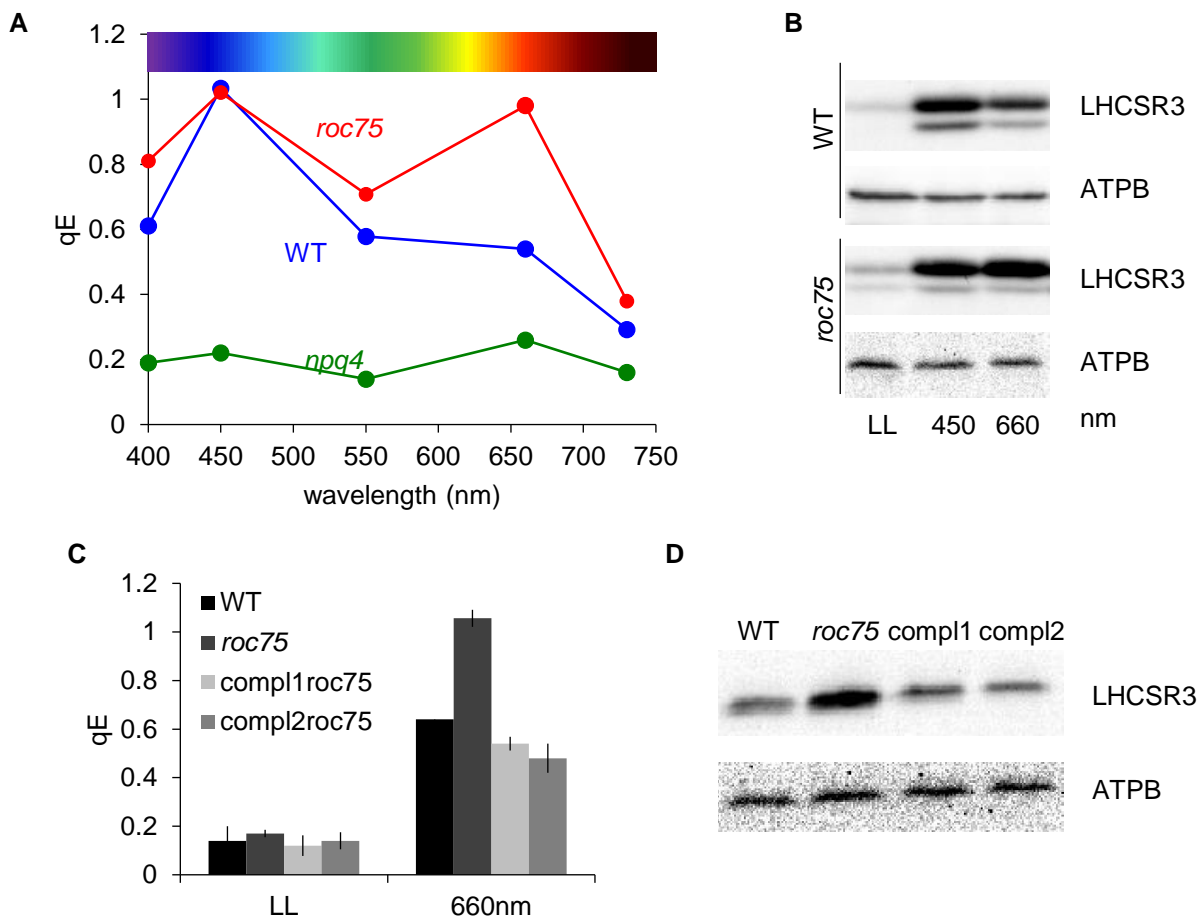 A
qE
1.2
1
0.8
0.6
0.4
0.2
0
roc75
WT
npq4
400 450 500 550 600 650 700 750
wavelength (nm)
B
WT
LHCSR3
ATPB
roc75
LHCSR3
ATPB
LL 450 660 nm
C
qE
1.2
1
0.8
0.6
0.4
0.2
0
WT
roc75
compl1roc75
compl2roc75
LL 660nm
D
WT roc75 compl1 compl2
LHCSR3
ATPB